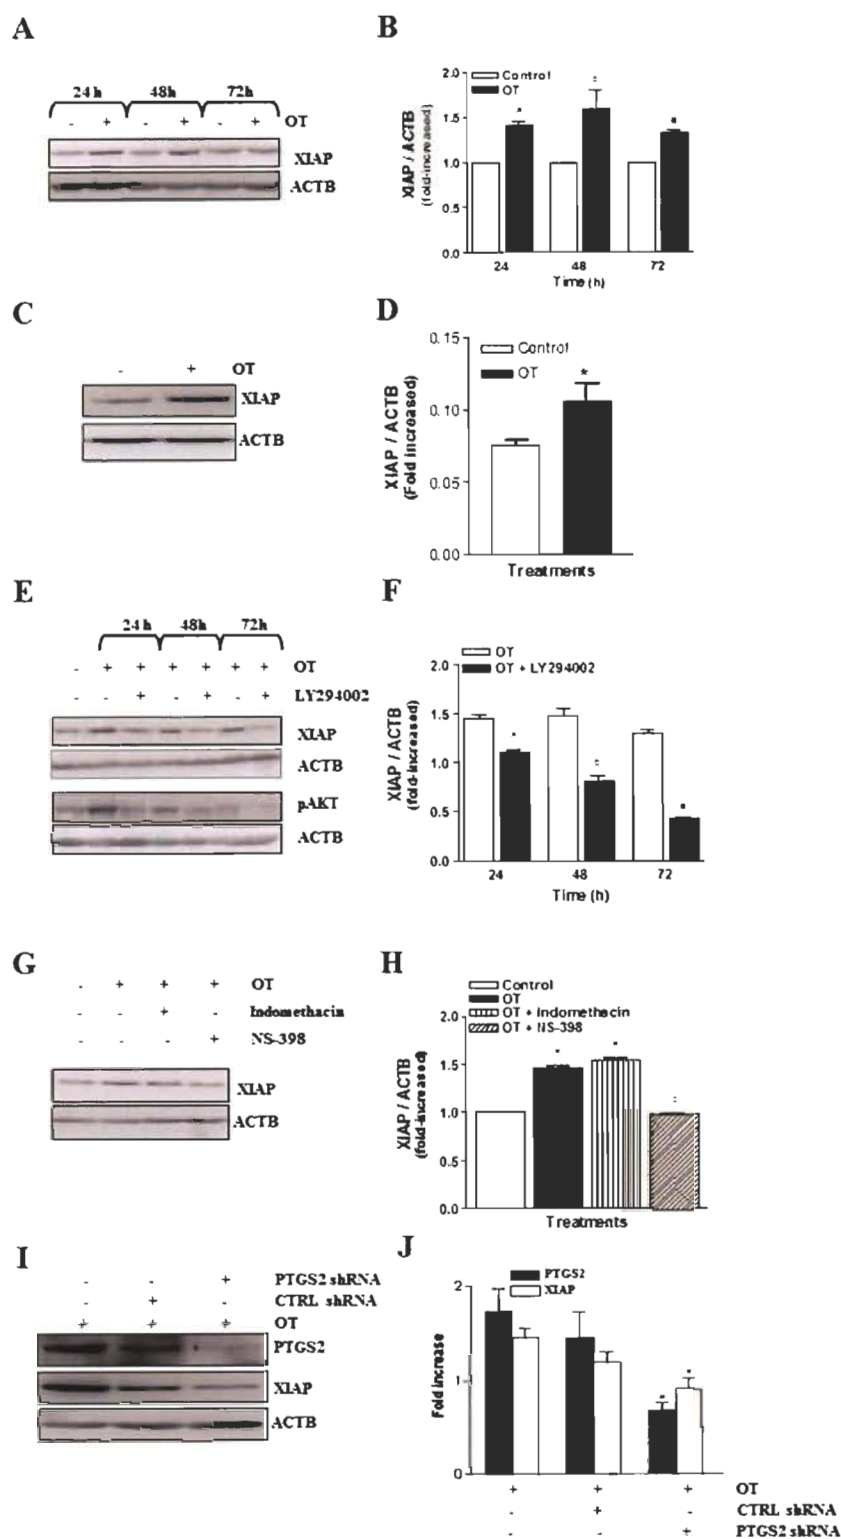 A
24h 48h 72h
- + - + - + OT
XIAP
ACTB
B
2.0
1.5
1.0
0.5
0.0
XIAP / ACTB
(fold-increased)
Control
OT
*
*
24 48 72
Time (h)
C
- + OT
XIAP
ACTB
D
0.15
0.10
0.05
0.00
XIAP / ACTB
(Fold increased)
Control
OT
*
Treatments
E
24h 48h 72h
- + + + + + + OT
- - + - + - + LY294002
XIAP
ACTB
pAKT
ACTB
F
OT
OT + LY294002
2.0
1.5
1.0
0.5
0.0
XIAP / ACTB
(fold-increased)
*
24 48 72
Time (h)
G
- + + + OT
- - + - Indomethacin
- - - + NS-398
XIAP
ACTB
H
Control
OT
OT + Indomethacin
OT + NS-398
2.0
1.5
1.0
1.5
0.0
XIAP / ACTB
(fold-increased)
* *
Treatments
I
- - + PTGS2 shRNA
- + - CTRL shRNA
+ + + OT
PTGS2
XIAP
ACTB
J
PTGS2
XIAP
2
1
0
Fold increase
* *
+ + + OT
- + - CTRL shRNA
- - + PTGS2 shRNA